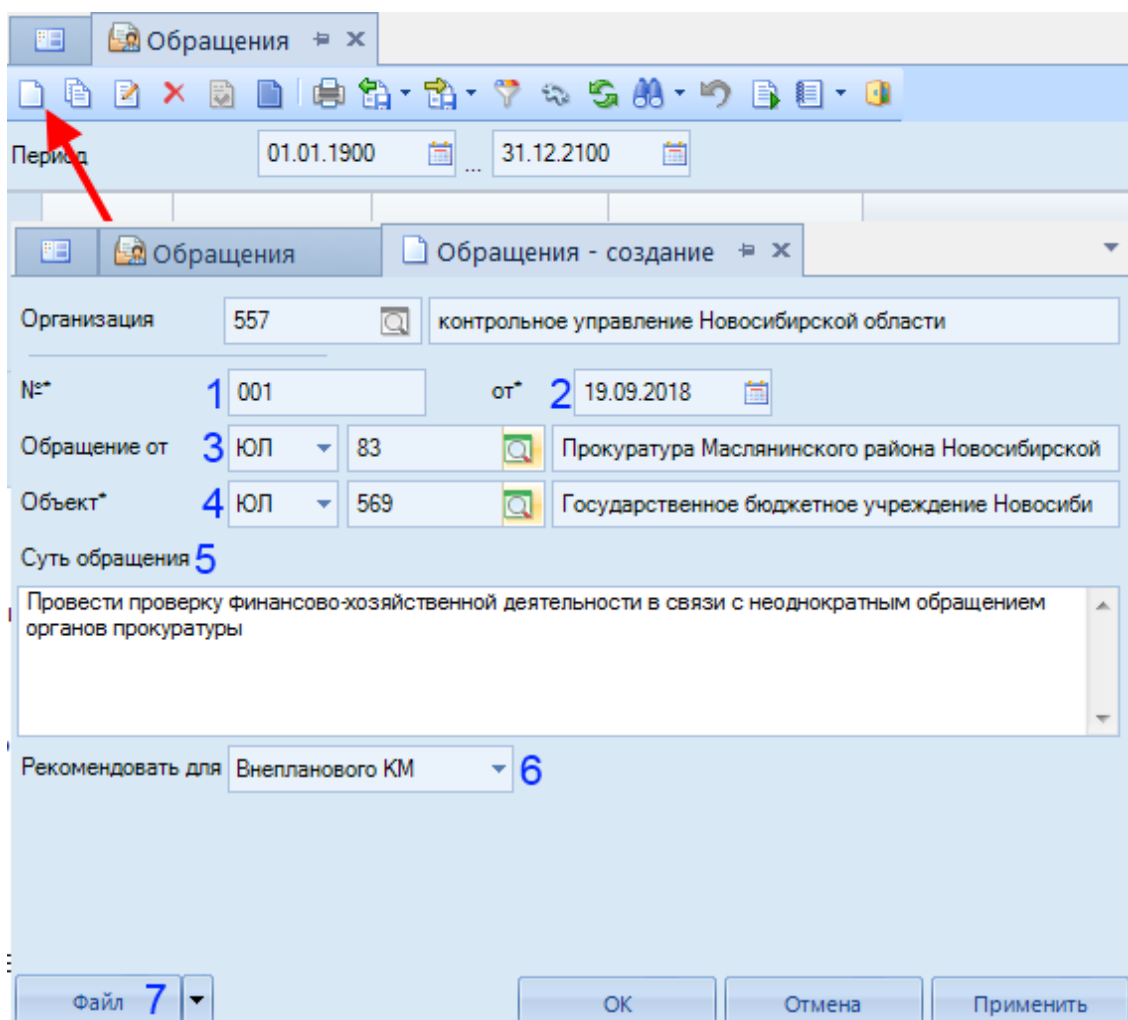 Обращения
Период 01.01.1900 ... 31.12.2100
Обращения Обращения - создание
Организация 557 контрольное управление Новосибирской области
№* 1 001 от* 2 19.09.2018
Обращение от 3 ЮЛ 83 Прокуратура Маслянинского района Новосибирской
Объект* 4 ЮЛ 569 Государственное бюджетное учреждение Новосиби
Суть обращения 5
Провести проверку финансово-хозяйственной деятельности в связи с неоднократным обращением
органов прокуратуры
Рекомендовать для Внепланового КМ 6
Файл 7 ОК Отмена Применить